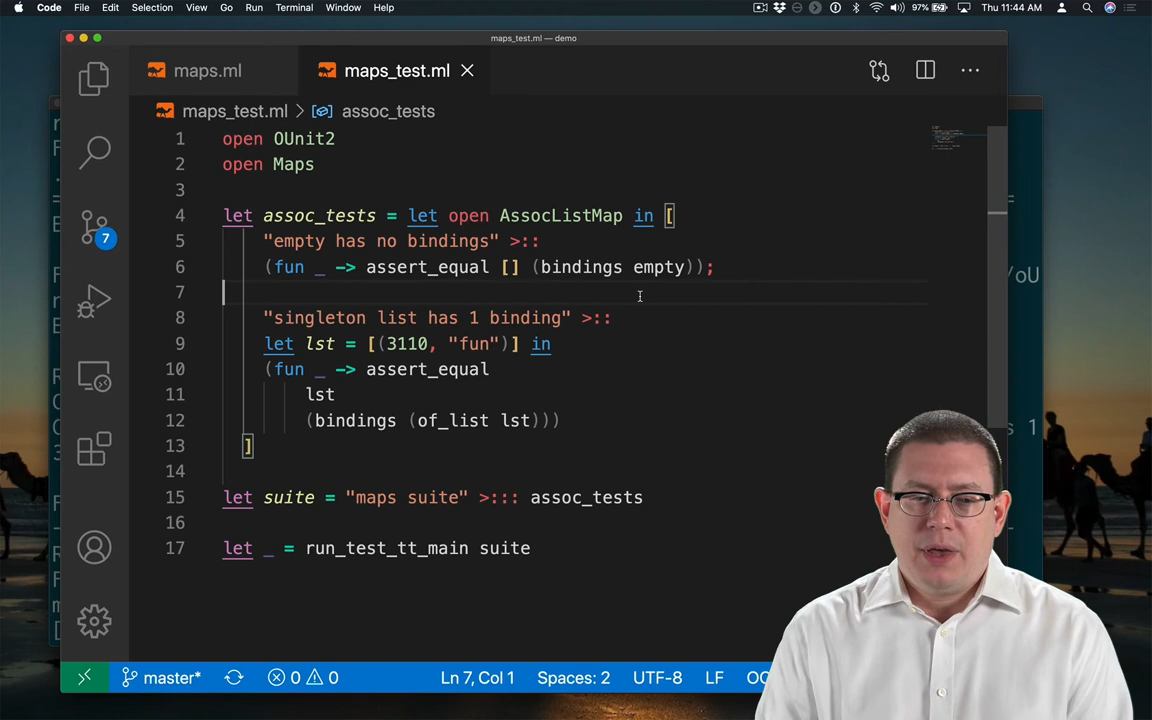 Code File Edit Selection View Go Run Terminal Window Help 97% Thu 11:44 AM
maps_test.ml — demo
maps.ml maps_test.ml
maps_test.ml > assoc_tests
1 open OUnit2
2 open Maps
3
4 let assoc_tests = let open AssocListMap in [
5 "empty has no bindings" >::
6 (fun _ -> assert_equal [] (bindings empty));
7
8 "singleton list has 1 binding" >::
9 let lst = [(3110, "fun")] in
10 (fun _ -> assert_equal
11 lst
12 (bindings (of_list lst)))
13 ]
14
15 let suite = "maps suite" >::: assoc_tests
16
17 let _ = run_test_tt_main suite
7
/oU
s 1
master* 0 0 Ln 7, Col 1 Spaces: 2 UTF-8 LF OC